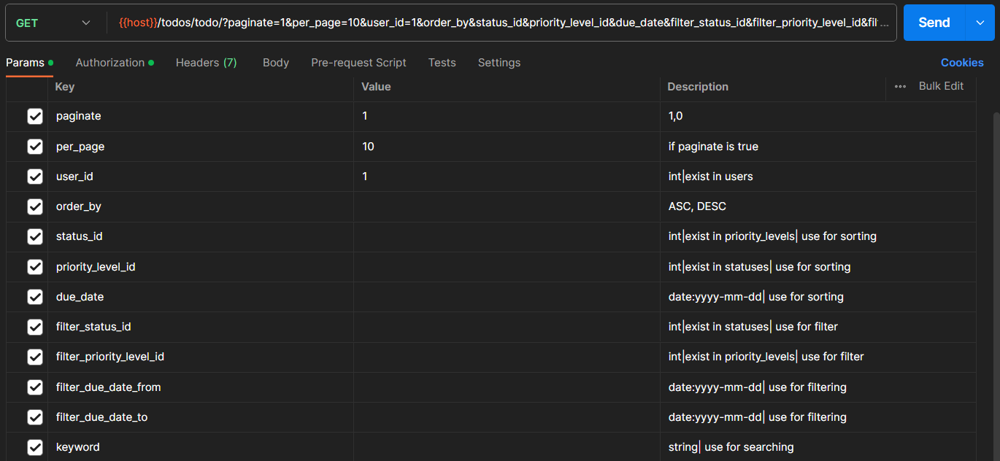 GET {{host}}/todos/todo/?paginate=1&per_page=10&user_id=1&order_by&status_id&priority_level_id&due_date&filter_status_id&filter_priority_level_id&fil... Send
Params Authorization Headers (7) Body Pre-request Script Tests Settings Cookies
Key Value Description ••• Bulk Edit
paginate 1 1,0
per_page 10 if paginate is true
user_id 1 int|exist in users
order_by ASC, DESC
status_id int|exist in priority_levels| use for sorting
priority_level_id int|exist in statuses| use for sorting
due_date date:yyyy-mm-dd| use for sorting
filter_status_id int|exist in statuses| use for filter
filter_priority_level_id int|exist in priority_levels| use for filter
filter_due_date_from date:yyyy-mm-dd| use for filtering
filter_due_date_to date:yyyy-mm-dd| use for filtering
keyword string| use for searching